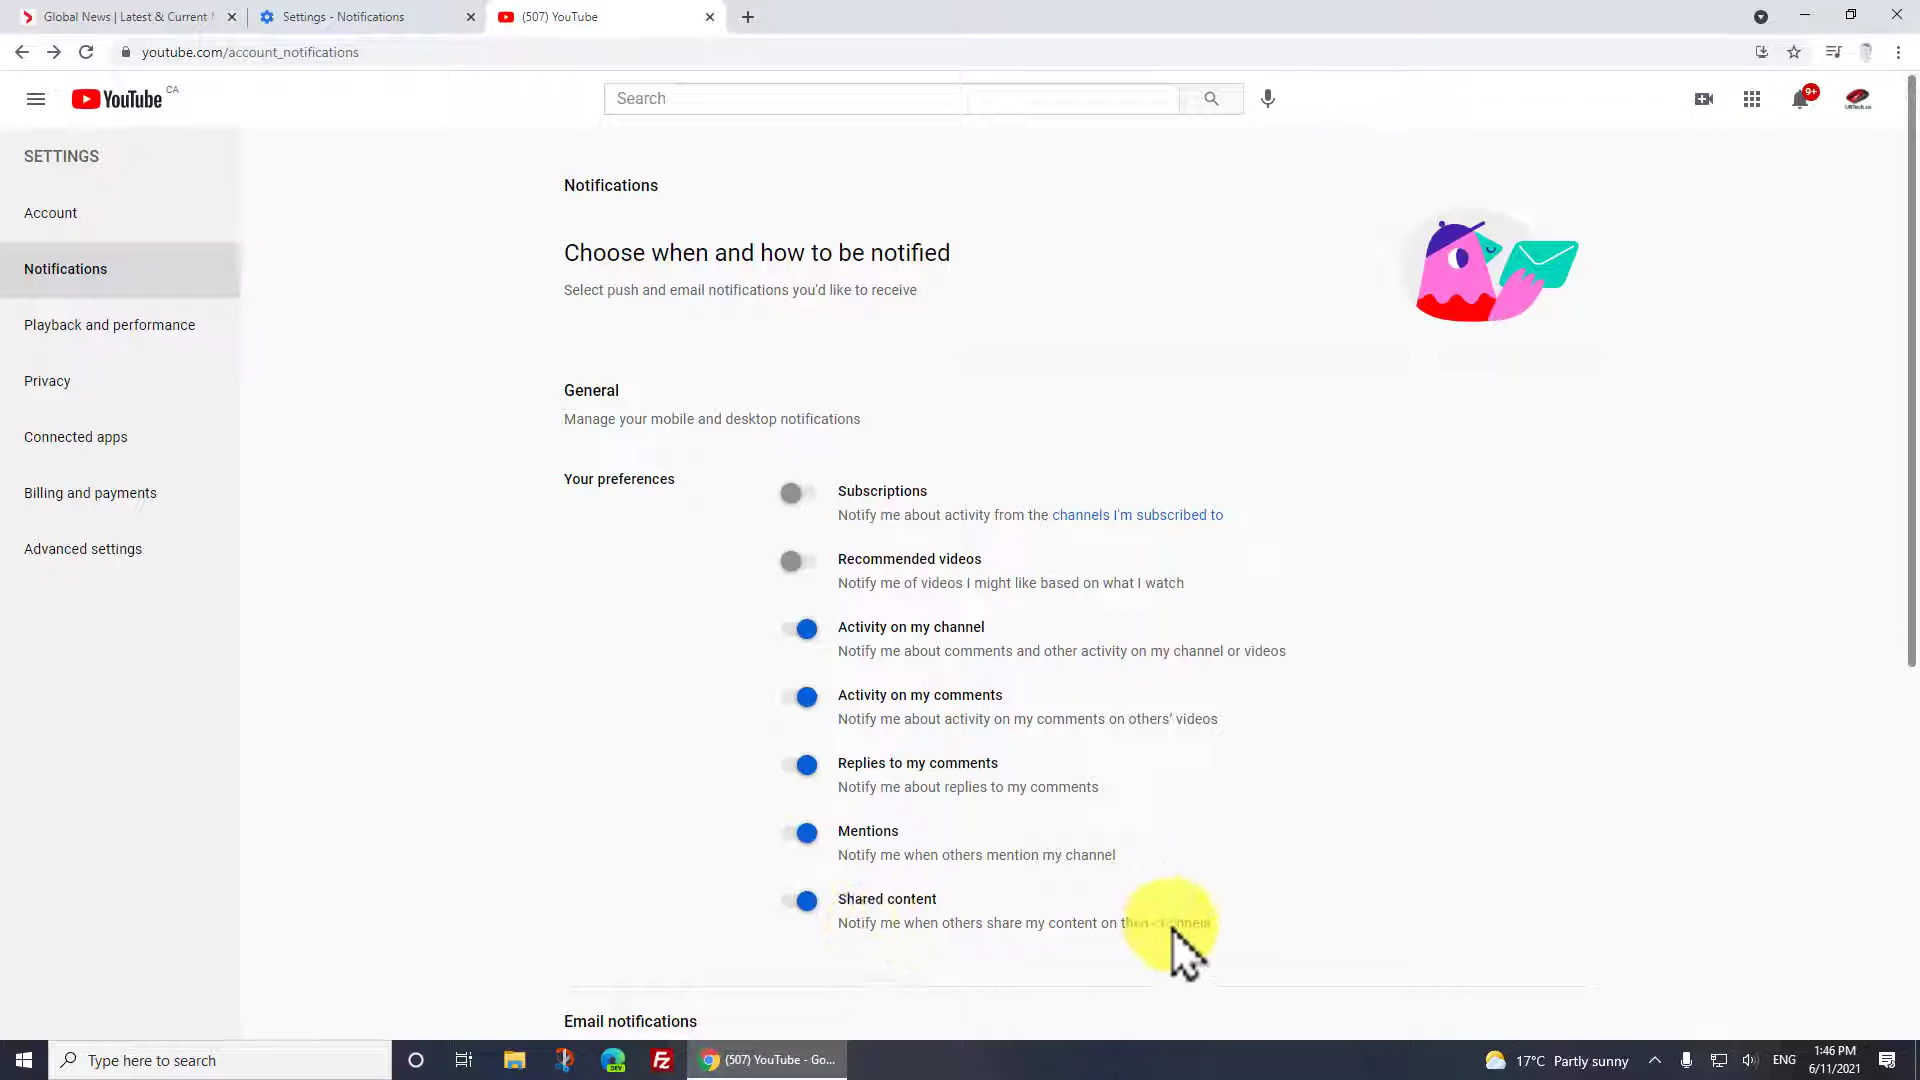 Global News | Latest & Current
Settings - Notifications
(507) YouTube
youtube.com/account_notifications
YouTube CA
Search
9+
SETTINGS
Account
Notifications
Playback and performance
Privacy
Connected apps
Billing and payments
Advanced settings
Notifications
Choose when and how to be notified
Select push and email notifications you'd like to receive
General
Manage your mobile and desktop notifications
Your preferences
Subscriptions
Notify me about activity from the channels I'm subscribed to
Recommended videos
Notify me of videos I might like based on what I watch
Activity on my channel
Notify me about comments and other activity on my channel or videos
Activity on my comments
Notify me about activity on my comments on others' videos
Replies to my comments
Notify me about replies to my comments
Mentions
Notify me when others mention my channel
Shared content
Notify me when others share my content on their channels
Email notifications
Type here to search
DEV
FZ
(507) YouTube - Go...
17°C Partly sunny
ENG
1:46 PM
6/11/2021